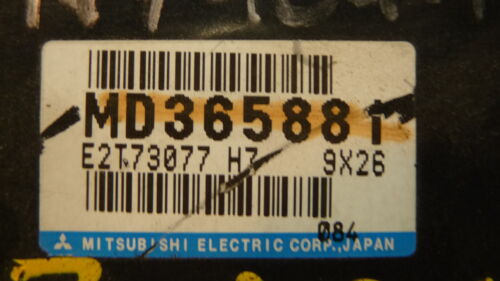 MD365881
E2T73077 H7 9X26
084
MITSUBISHI ELECTRIC CORP., JAPAN